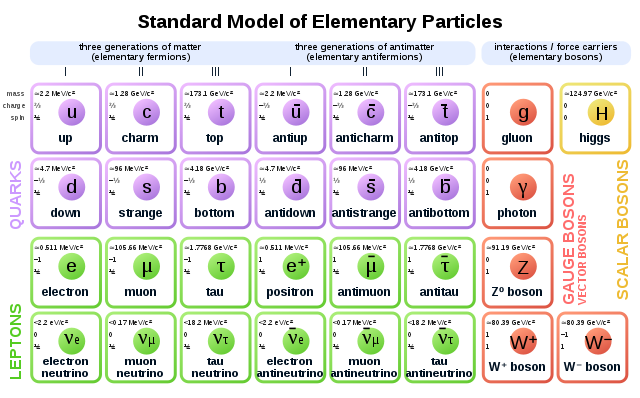 Standard Model of Elementary Particles
three generations of matter
(elementary fermions)
three generations of antimatter
(elementary antifermions)
interactions / force carriers
(elementary bosons)
I II III I II III
mass ≃2.2 MeV/c² ≃1.28 GeV/c² ≃173.1 GeV/c² ≃2.2 MeV/c² ≃1.28 GeV/c² ≃173.1 GeV/c² 0 ≃124.97 GeV/c²
charge ⅔ ⅔ ⅔ −⅔ −⅔ −⅔ 0 0
spin ½ ½ ½ ½ ½ ½ 1 0
u c t ū c̄ t̄ g H
up charm top antiup anticharm antitop gluon higgs
QUARKS
≃4.7 MeV/c² ≃96 MeV/c² ≃4.18 GeV/c² ≃4.7 MeV/c² ≃96 MeV/c² ≃4.18 GeV/c² 0
−⅓ −⅓ −⅓ ⅓ ⅓ ⅓ 0
½ ½ ½ ½ ½ ½ 1
d s b d̄ s̄ b̄ γ
down strange bottom antidown antistrange antibottom photon
GAUGE BOSONS
VECTOR BOSONS
SCALAR BOSONS
≃0.511 MeV/c² ≃105.66 MeV/c² ≃1.7768 GeV/c² ≃0.511 MeV/c² ≃105.66 MeV/c² ≃1.7768 GeV/c² ≃91.19 GeV/c²
−1 −1 −1 1 1 1 0
½ ½ ½ ½ ½ ½ 1
e μ τ e⁺ μ̄ τ̄ Z
electron muon tau positron antimuon antitau Z⁰ boson
LEPTONS
<2.2 eV/c² <0.17 MeV/c² <18.2 MeV/c² <2.2 eV/c² <0.17 MeV/c² <18.2 MeV/c² ≃80.39 GeV/c² ≃80.39 GeV/c²
0 0 0 0 0 0 1 −1
½ ½ ½ ½ ½ ½ 1 1
νe νμ ντ ν̄e ν̄μ ν̄τ W⁺ W⁻
electron muon tau electron muon tau W⁺ boson W⁻ boson
neutrino neutrino neutrino antineutrino antineutrino antineutrino